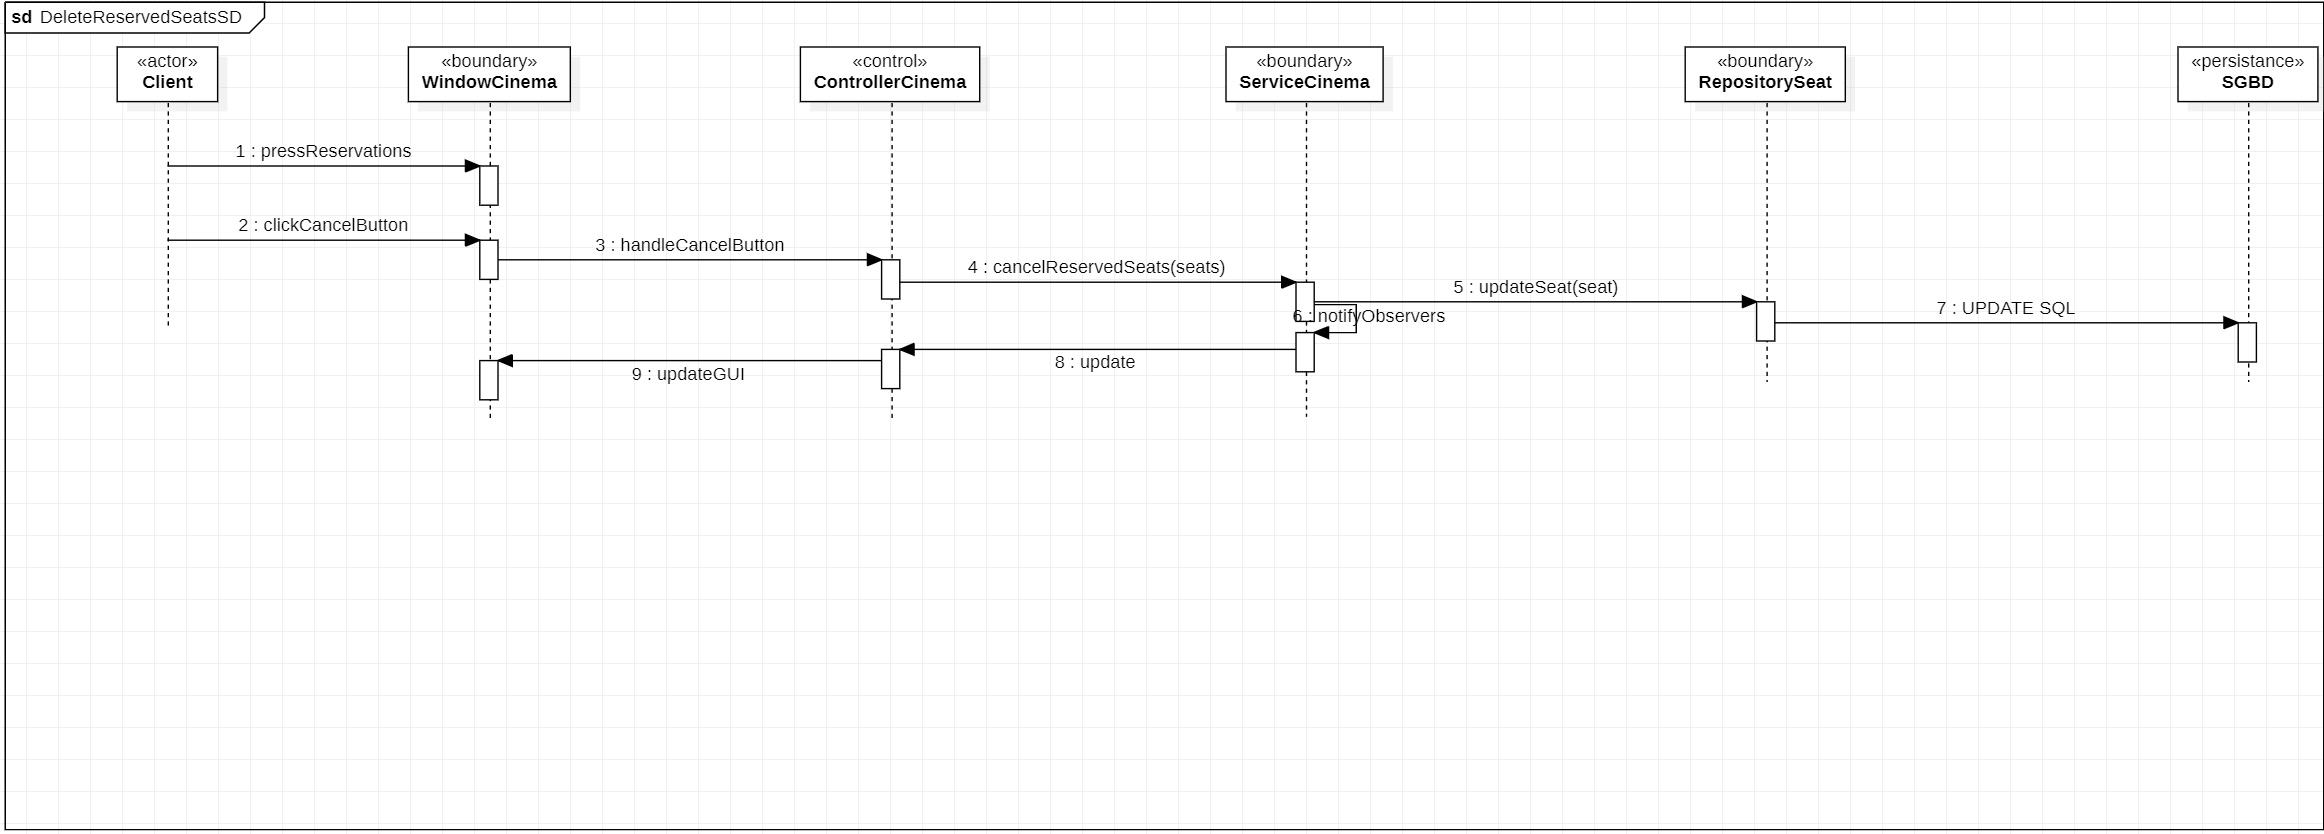 sd DeleteReservedSeatsSD
«actor»
Client
«boundary»
WindowCinema
«control»
ControllerCinema
«boundary»
ServiceCinema
«boundary»
RepositorySeat
«persistance»
SGBD
1 : pressReservations
2 : clickCancelButton
3 : handleCancelButton
4 : cancelReservedSeats(seats)
5 : updateSeat(seat)
6 : notifyObservers
7 : UPDATE SQL
8 : update
9 : updateGUI